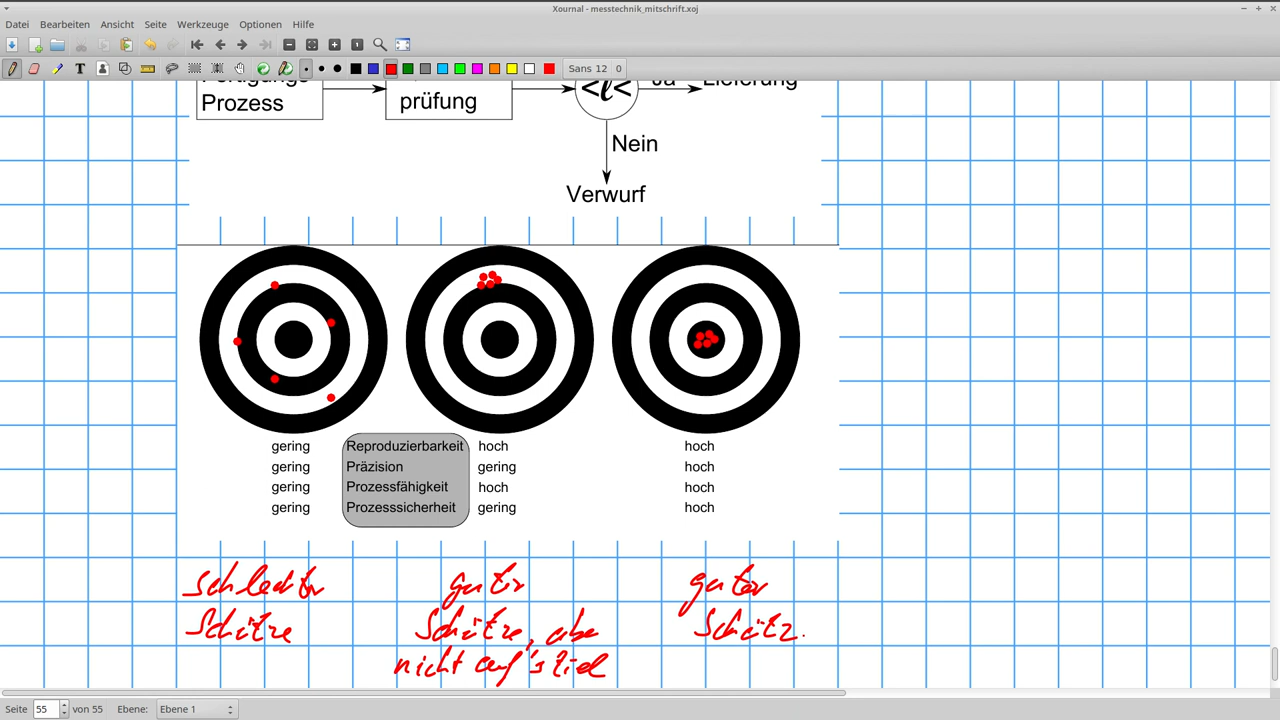 Xournal - messtechnik_mitschrift.xoj
Datei Bearbeiten Ansicht Seite Werkzeuge Optionen Hilfe
Sans 12 0
Fertigungs
Prozess
prüfung
<ℓ<
Ja
Lieferung
Nein
Verwurf
gering Reproduzierbarkeit hoch hoch
gering Präzision gering hoch
gering Prozessfähigkeit hoch hoch
gering Prozesssicherheit gering hoch
schlechter guter guter
Schütze Schütze, aber Schütz.
nicht auf's Ziel
Seite 55 von 55 Ebene: Ebene 1